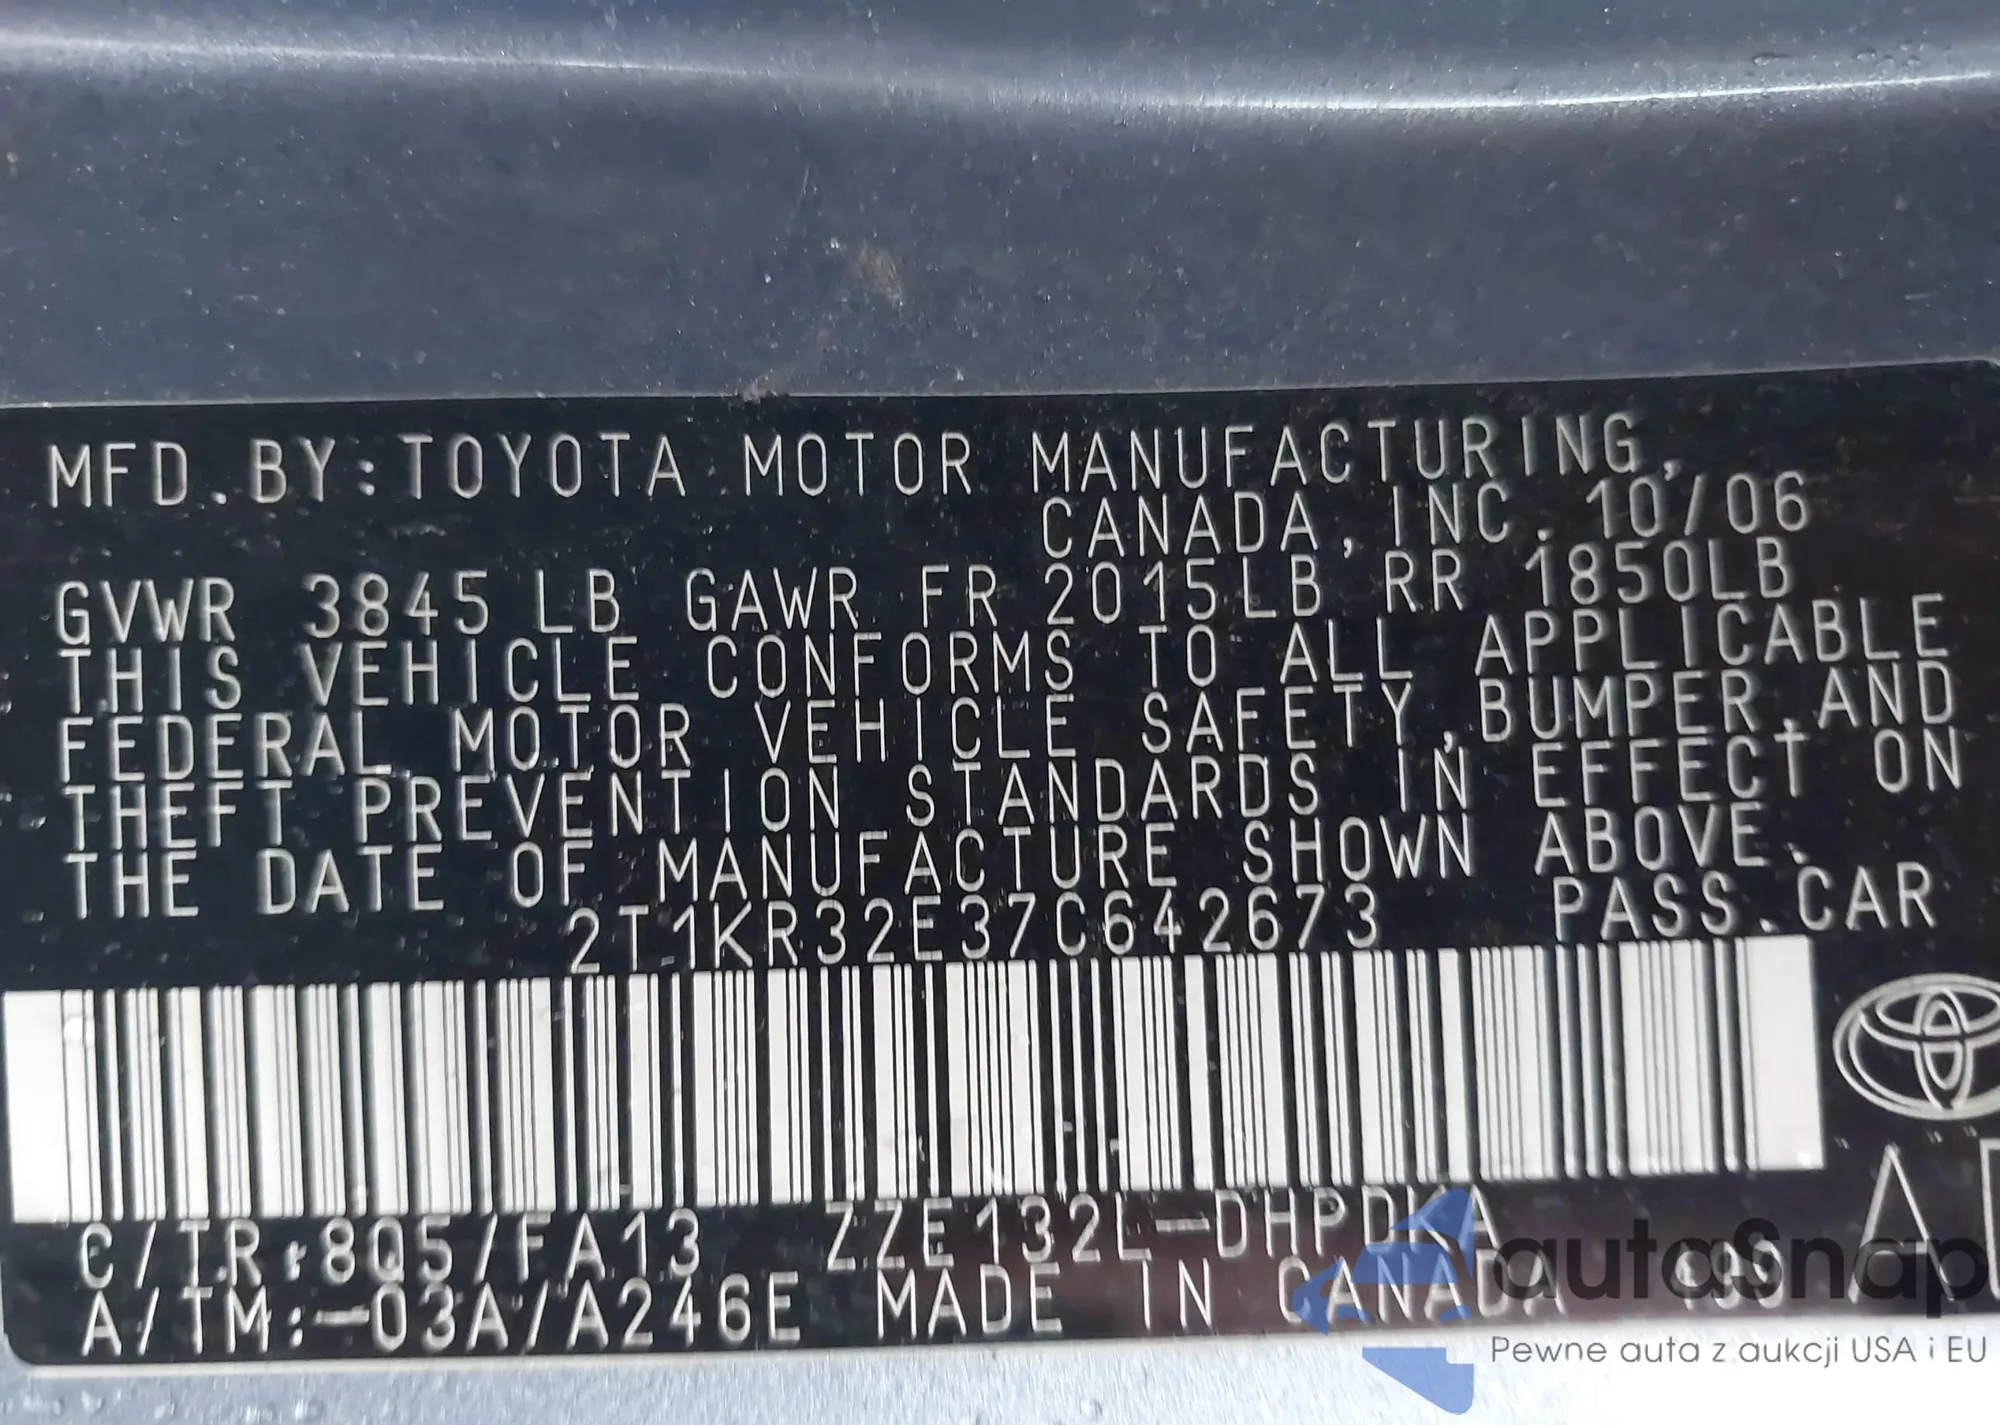 MFD.BY:TOYOTA MOTOR MANUFACTURING,
CANADA, INC. 10/06
GVWR 3845 LB GAWR FR 2015LB RR 1850LB
THIS VEHICLE CONFORMS TO ALL APPLICABLE
FEDERAL MOTOR VEHICLE SAFETY,BUMPER,AND
THEFT PREVENTION STANDARDS IN EFFECT ON
THE DATE OF MANUFACTURE SHOWN ABOVE.
2T1KR32E37C642673 PASS.CAR
C/TR:8Q5/FA13 ZZE132L-DHPDKA
A/TM:-03A/A246E MADE IN CANADA
autaSnap
Pewne auta z aukcji USA i EU